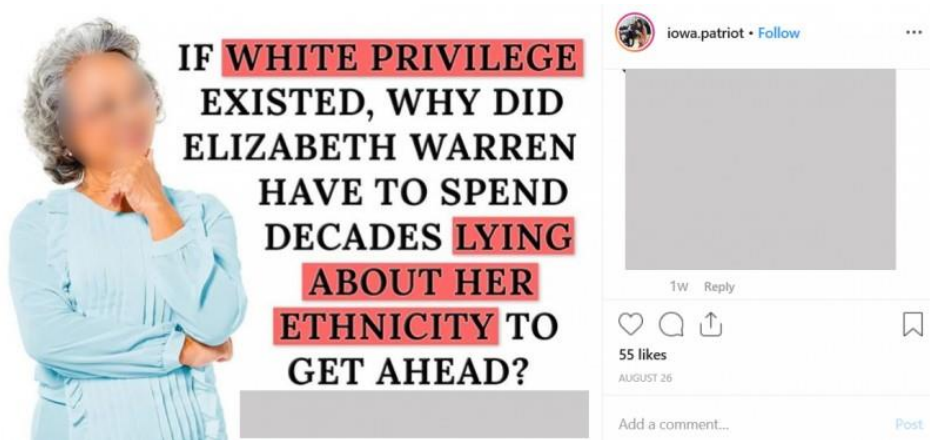 IF WHITE PRIVILEGE
EXISTED, WHY DID
ELIZABETH WARREN
HAVE TO SPEND
DECADES LYING
ABOUT HER
ETHNICITY TO
GET AHEAD?
iowa.patriot • Follow
1w Reply
55 likes
AUGUST 26
Add a comment... Post